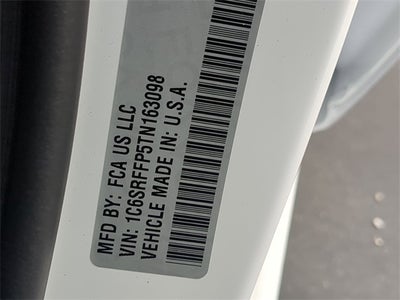 MFD BY: FCA US LLC
VIN: 1C6SRFFP5TN163098
VEHICLE MADE IN: U.S.A.